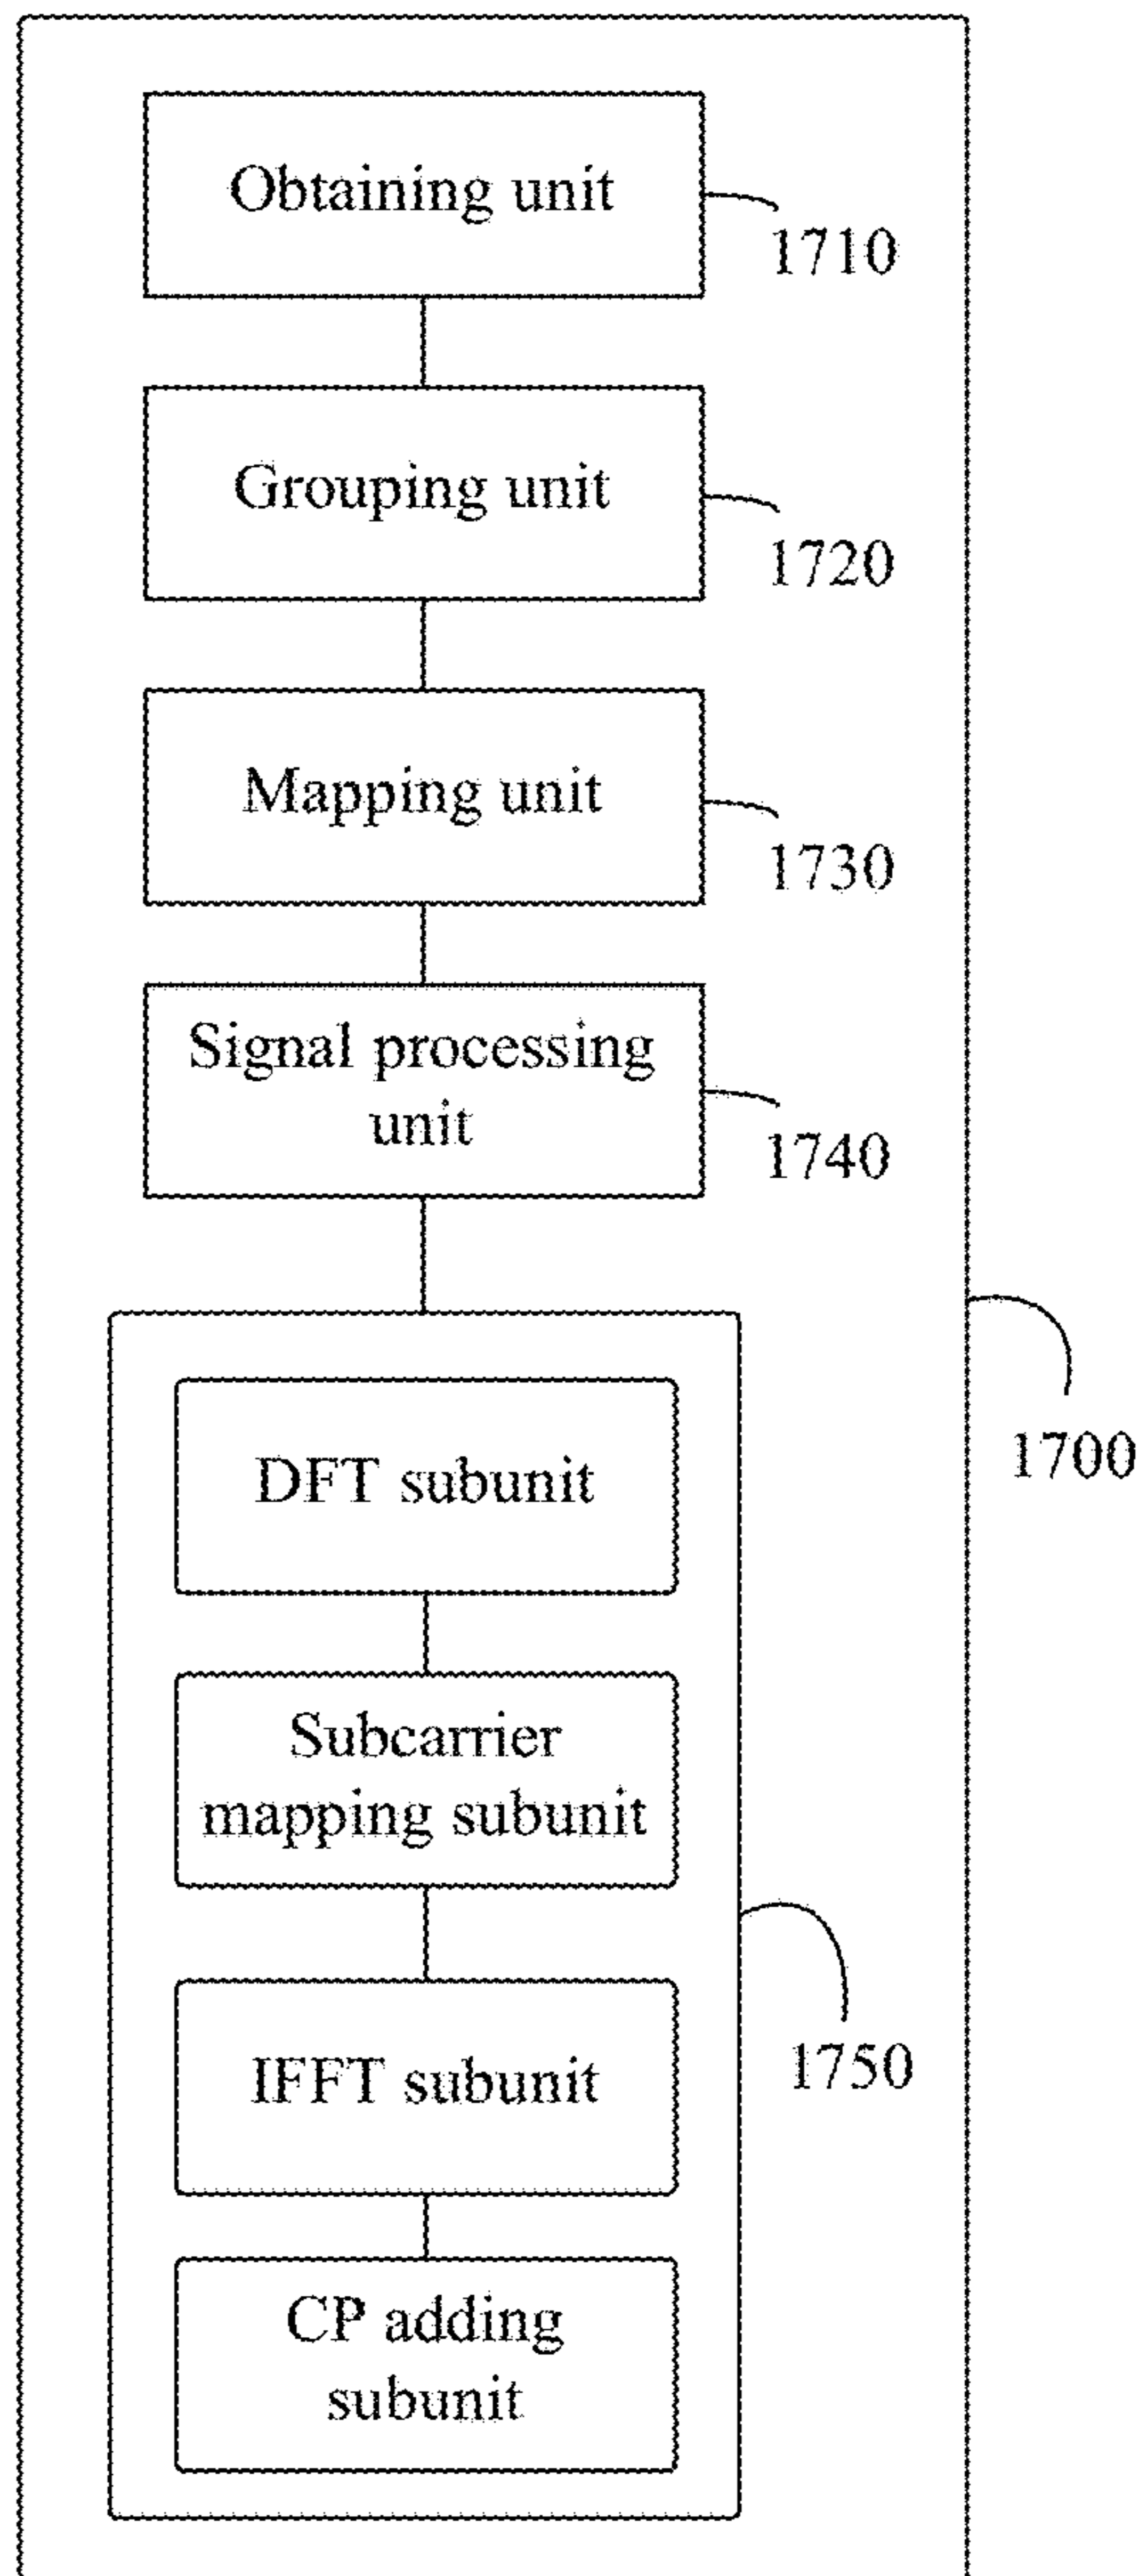 Obtaining unit
1710
Grouping unit
1720
Mapping unit
1730
Signal processing
unit
1740
1700
DFT subunit
Subcarrier
mapping subunit
1750
IFFT subunit
CP adding
subunit